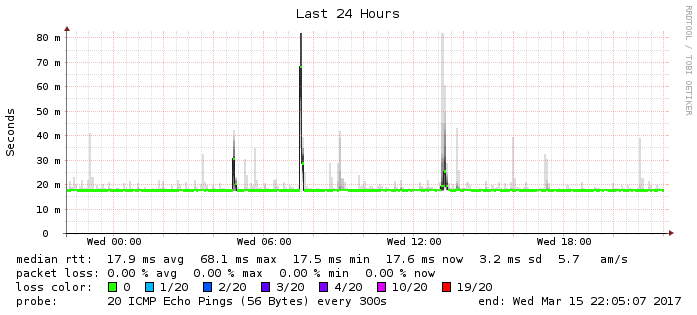 Last 24 Hours
RRDTOOL / TOBI OETIKER
Seconds
80 m
70 m
60 m
50 m
40 m
30 m
20 m
10 m
0
Wed 00:00 Wed 06:00 Wed 12:00 Wed 18:00
median rtt: 17.9 ms avg 68.1 ms max 17.5 ms min 17.6 ms now 3.2 ms sd 5.7 am/s
packet loss: 0.00 % avg 0.00 % max 0.00 % min 0.00 % now
loss color: 0 1/20 2/20 3/20 4/20 10/20 19/20
probe: 20 ICMP Echo Pings (56 Bytes) every 300s end: Wed Mar 15 22:05:07 2017